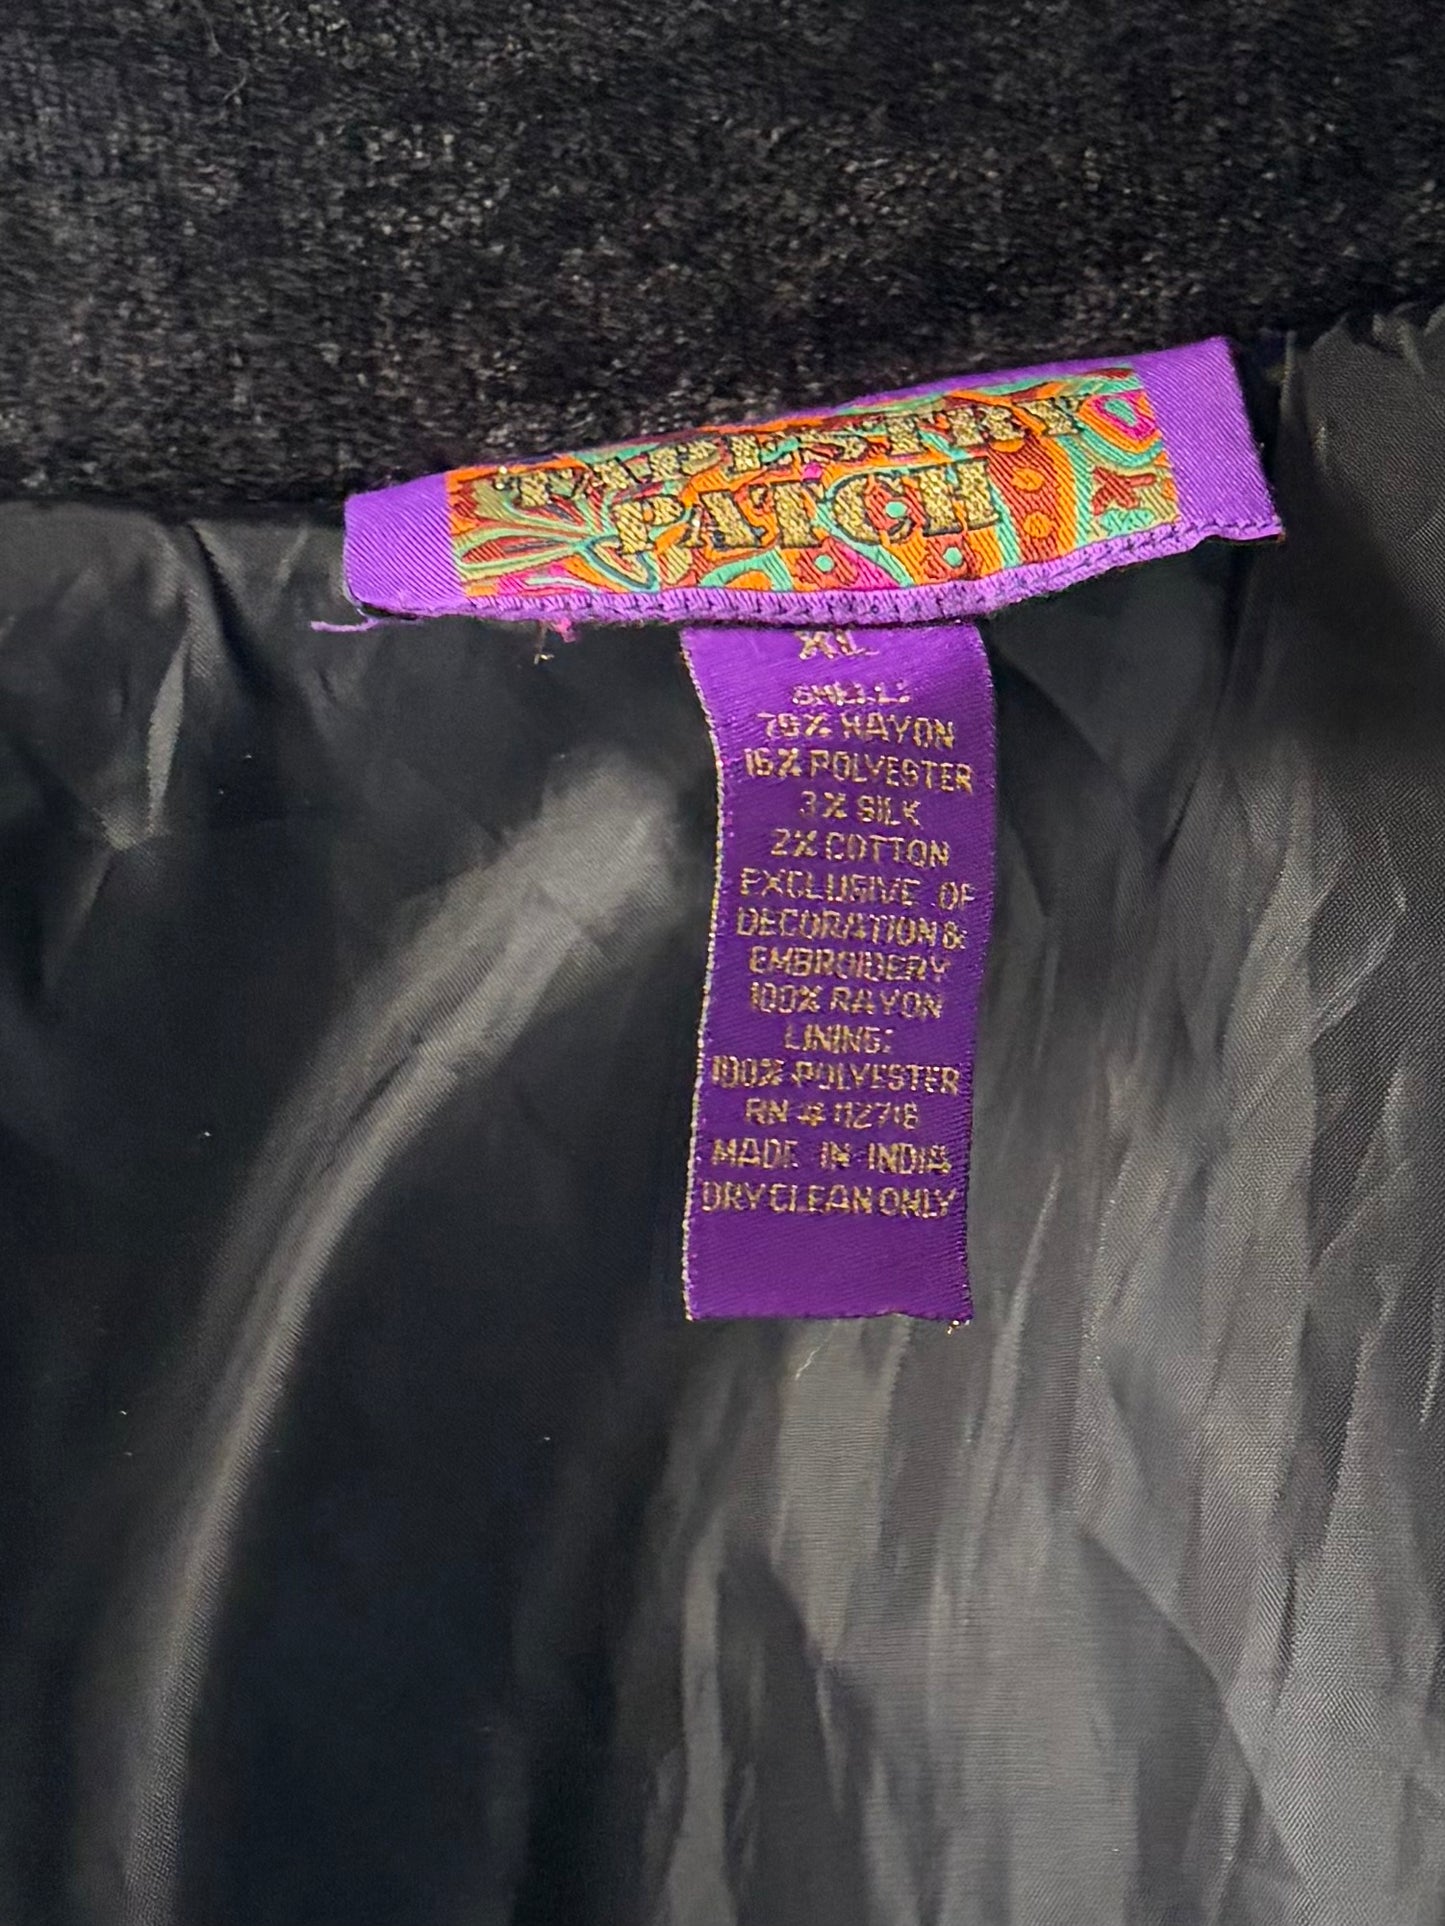 TAPESTRY
PATCH
XL
SHELL:
79% RAYON
16% POLYESTER
3% SILK
2% COTTON
EXCLUSIVE OF
DECORATION &
EMBROIDERY
100% RAYON
LINING:
100% POLYESTER
RN # 112718
MADE IN INDIA
DRY CLEAN ONLY